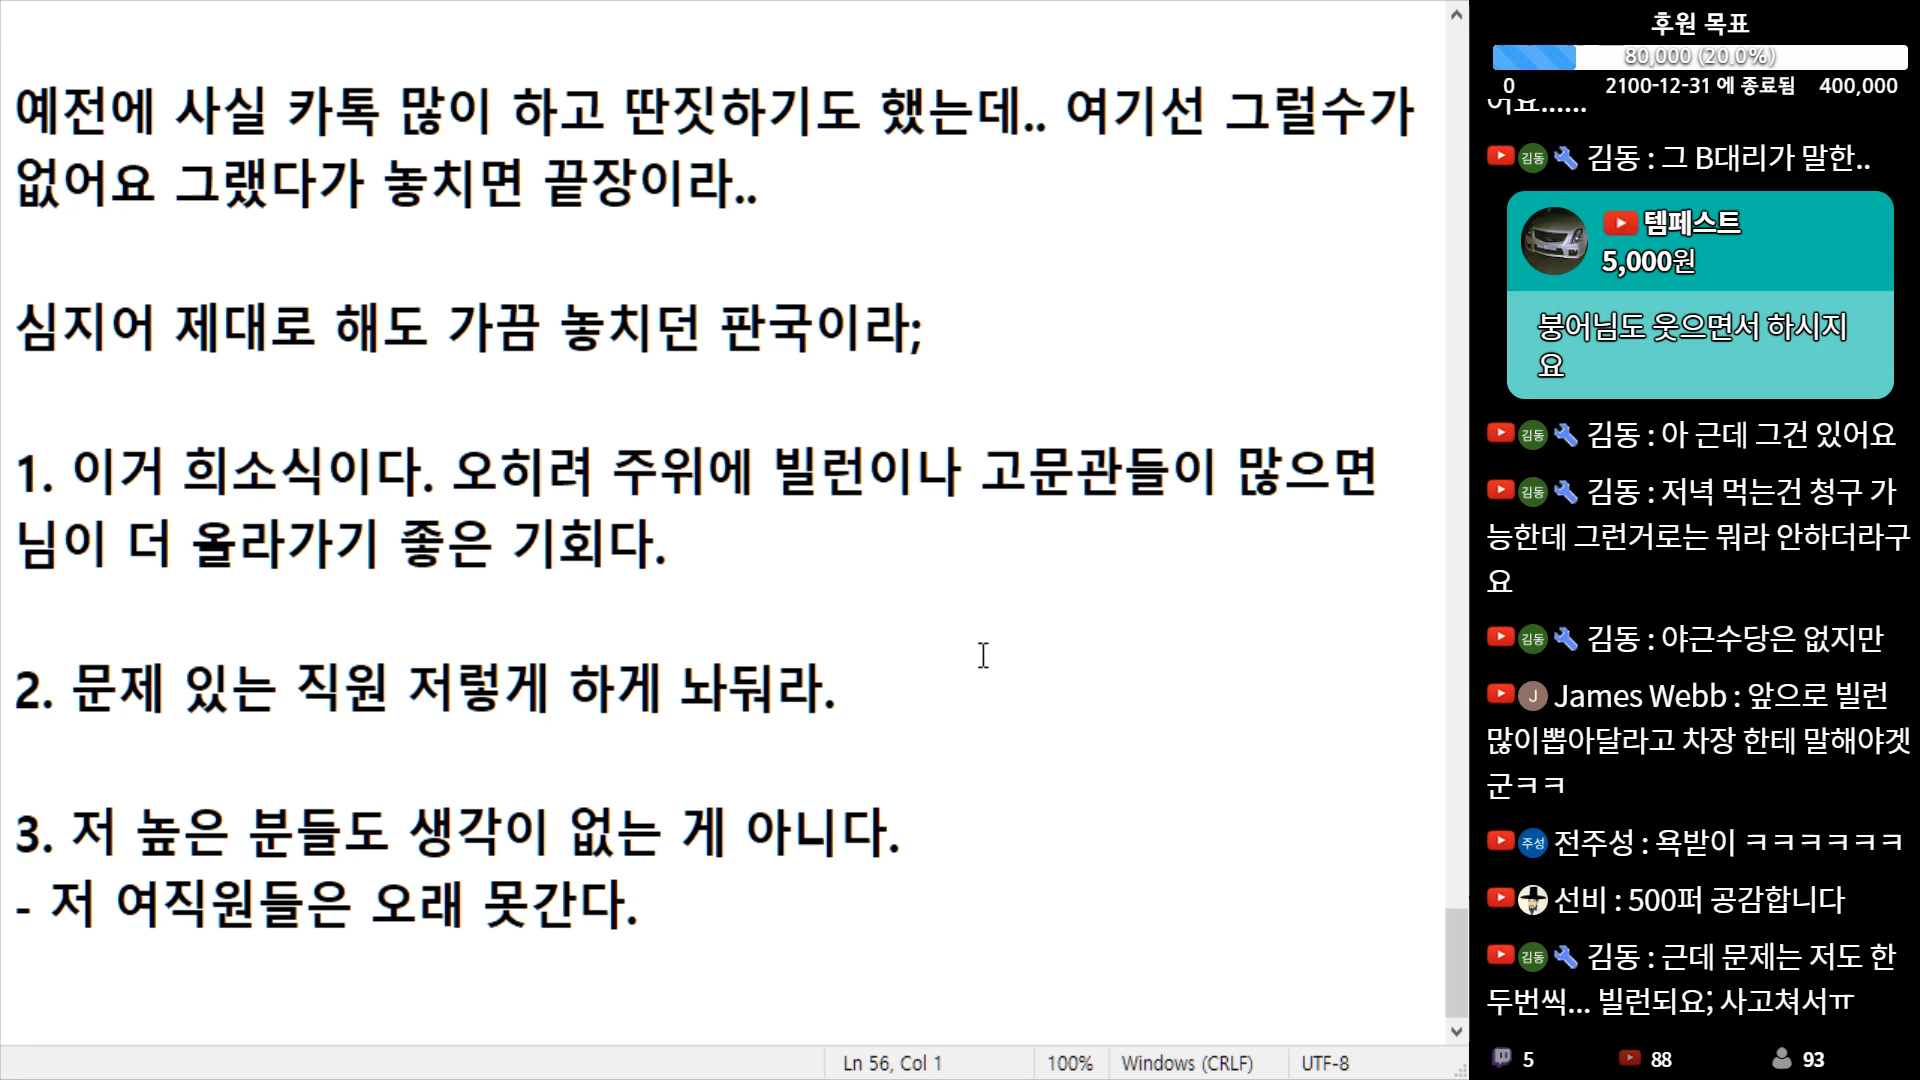 예전에 사실 카톡 많이 하고 딴짓하기도 했는데.. 여기선 그럴수가
없어요 그랬다가 놓치면 끝장이라..
심지어 제대로 해도 가끔 놓치던 판국이라;
1. 이거 희소식이다. 오히려 주위에 빌런이나 고문관들이 많으면
님이 더 올라가기 좋은 기회다.
2. 문제 있는 직원 저렇게 하게 놔둬라.
3. 저 높은 분들도 생각이 없는 게 아니다.
- 저 여직원들은 오래 못간다.
Ln 56, Col 1
100%
Windows (CRLF)
UTF-8
후원 목표
80,000 (20.0%)
0
2100-12-31 에 종료됨
400,000
어요......
김동 김동 : 그 B대리가 말한..
템페스트
5,000원
붕어님도 웃으면서 하시지
요
김동 김동 : 아 근데 그건 있어요
김동 김동 : 저녁 먹는건 청구 가
능한데 그런거로는 뭐라 안하더라구
요
김동 김동 : 야근수당은 없지만
J James Webb : 앞으로 빌런
많이뽑아달라고 차장 한테 말해야겟
군ㅋㅋ
주성 전주성 : 욕받이 ㅋㅋㅋㅋㅋㅋ
선비 : 500퍼 공감합니다
김동 김동 : 근데 문제는 저도 한
두번씩... 빌런되요; 사고쳐서ㅠ
5
88
93